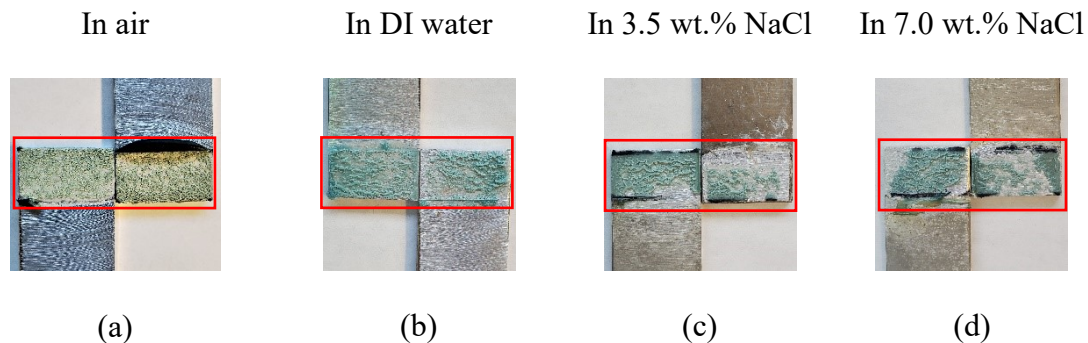 In air
In DI water
In 3.5 wt.% NaCl
In 7.0 wt.% NaCl
(a)
(b)
(c)
(d)